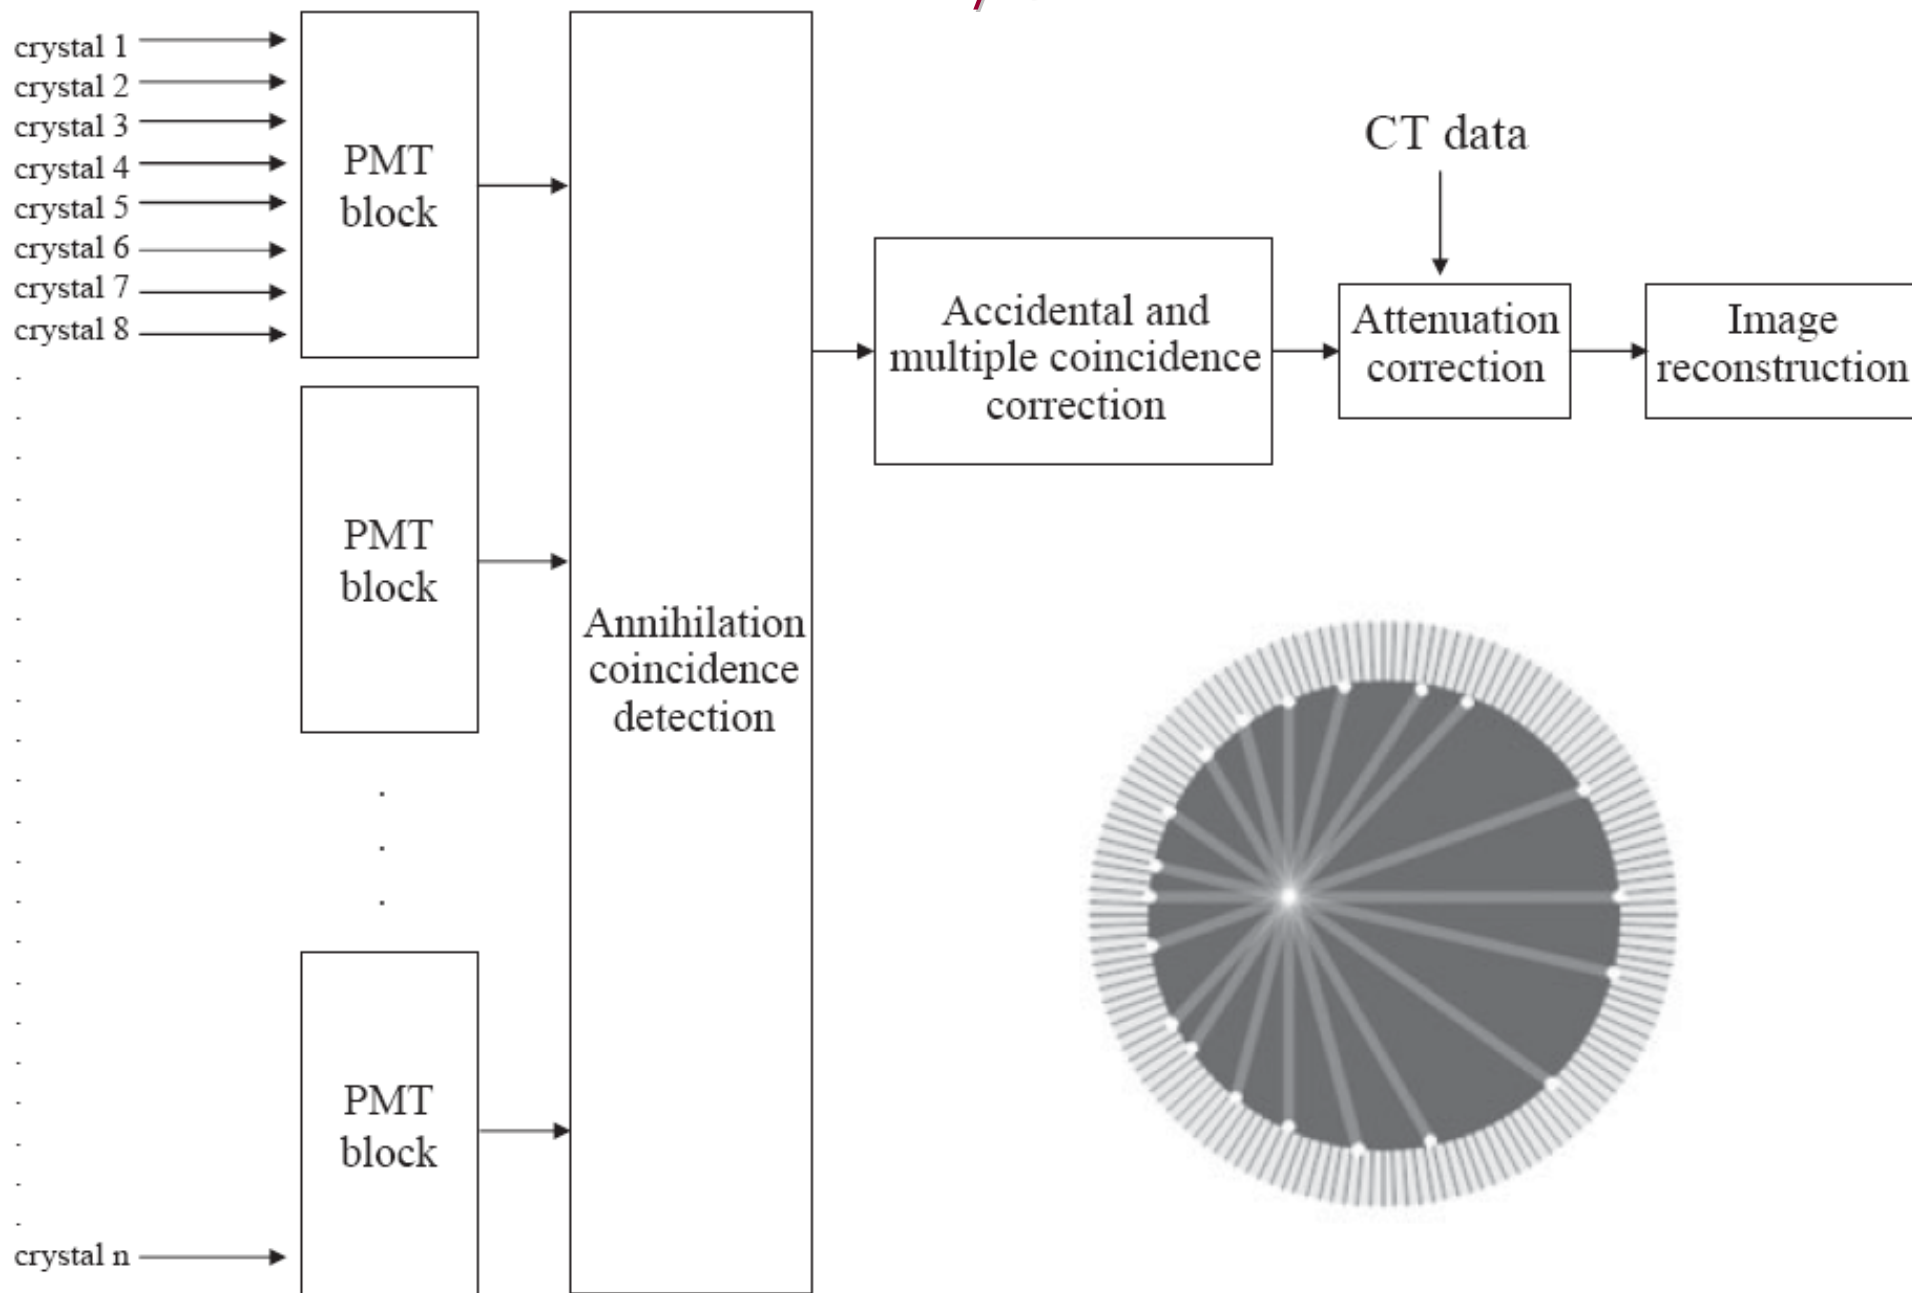 crystal 1
crystal 2
crystal 3
crystal 4
crystal 5
crystal 6
crystal 7
crystal 8
crystal n
PMT
block
PMT
block
PMT
block
Annihilation
coincidence
detection
Accidental and
multiple coincidence
correction
CT data
Attenuation
correction
Image
reconstruction